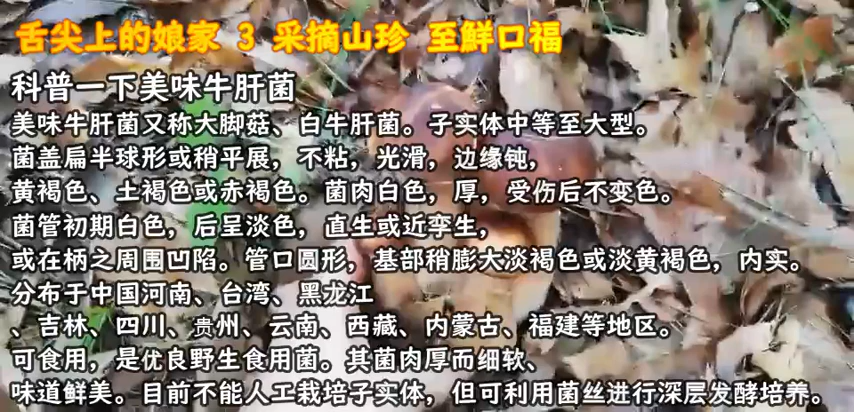 舌尖上的娘家 3 采摘山珍 至鮮口福
科普一下美味牛肝菌
美味牛肝菌又称大脚菇、白牛肝菌。子实体中等至大型。
菌盖扁半球形或稍平展，不粘，光滑，边缘钝，
黄褐色、土褐色或赤褐色。菌肉白色，厚，受伤后不变色。
菌管初期白色，后呈淡色，直生或近孪生，
或在柄之周围凹陷。管口圆形，基部稍膨大淡褐色或淡黄褐色，内实。
分布于中国河南、台湾、黑龙江
、吉林、四川、贵州、云南、西藏、内蒙古、福建等地区。
可食用，是优良野生食用菌。其菌肉厚而细软、
味道鲜美。目前不能人工栽培子实体，但可利用菌丝进行深层发酵培养。